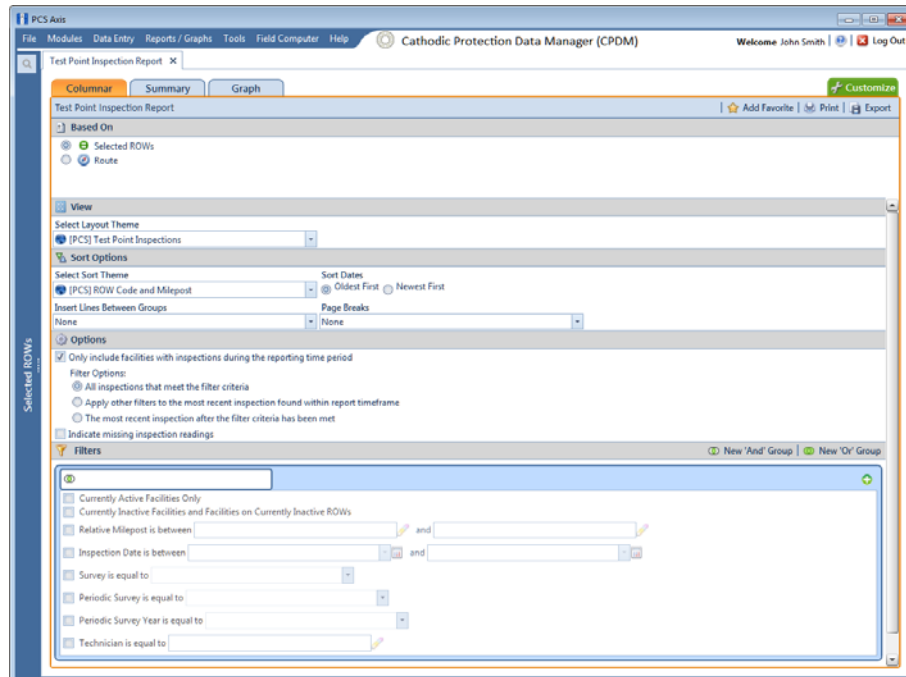 PCS Axis
File Modules Data Entry Reports / Graphs Tools Field Computer Help Cathodic Protection Data Manager (CPDM) Welcome John Smith | | Log Out
Test Point Inspection Report X
Columnar Summary Graph Customize
Test Point Inspection Report | Add Favorite | Print | Export
Based On
Selected ROWs
Route
View
Select Layout Theme
[PCS] Test Point Inspections
Sort Options
Select Sort Theme Sort Dates
[PCS] ROW Code and Milepost Oldest First Newest First
Insert Lines Between Groups Page Breaks
None None
Options
Only include facilities with inspections during the reporting time period
Filter Options:
All inspections that meet the filter criteria
Apply other filters to the most recent inspection found within report timeframe
The most recent inspection after the filter criteria has been met
Indicate missing inspection readings
Filters New 'And' Group | New 'Or' Group
Currently Active Facilities Only
Currently Inactive Facilities and Facilities on Currently Inactive ROWs
Relative Milepost is between and
Inspection Date is between and
Survey is equal to
Periodic Survey is equal to
Periodic Survey Year is equal to
Technician is equal to
Selected ROWs